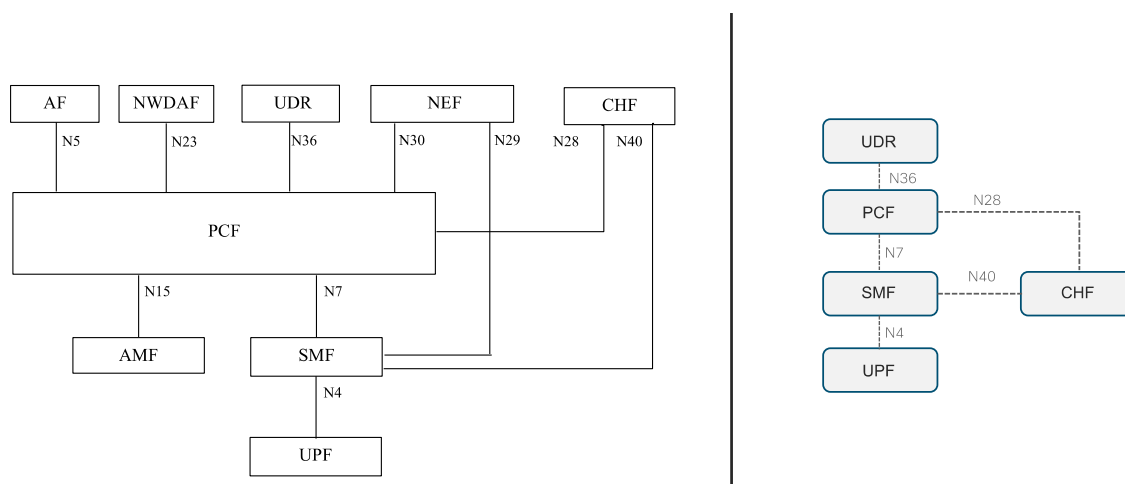 AF
NWDAF
UDR
NEF
CHF
N5
N23
N36
N30
N29
N28
N40
PCF
N15
N7
AMF
SMF
N4
UPF
UDR
N36
PCF
N28
N7
SMF
N40
CHF
N4
UPF